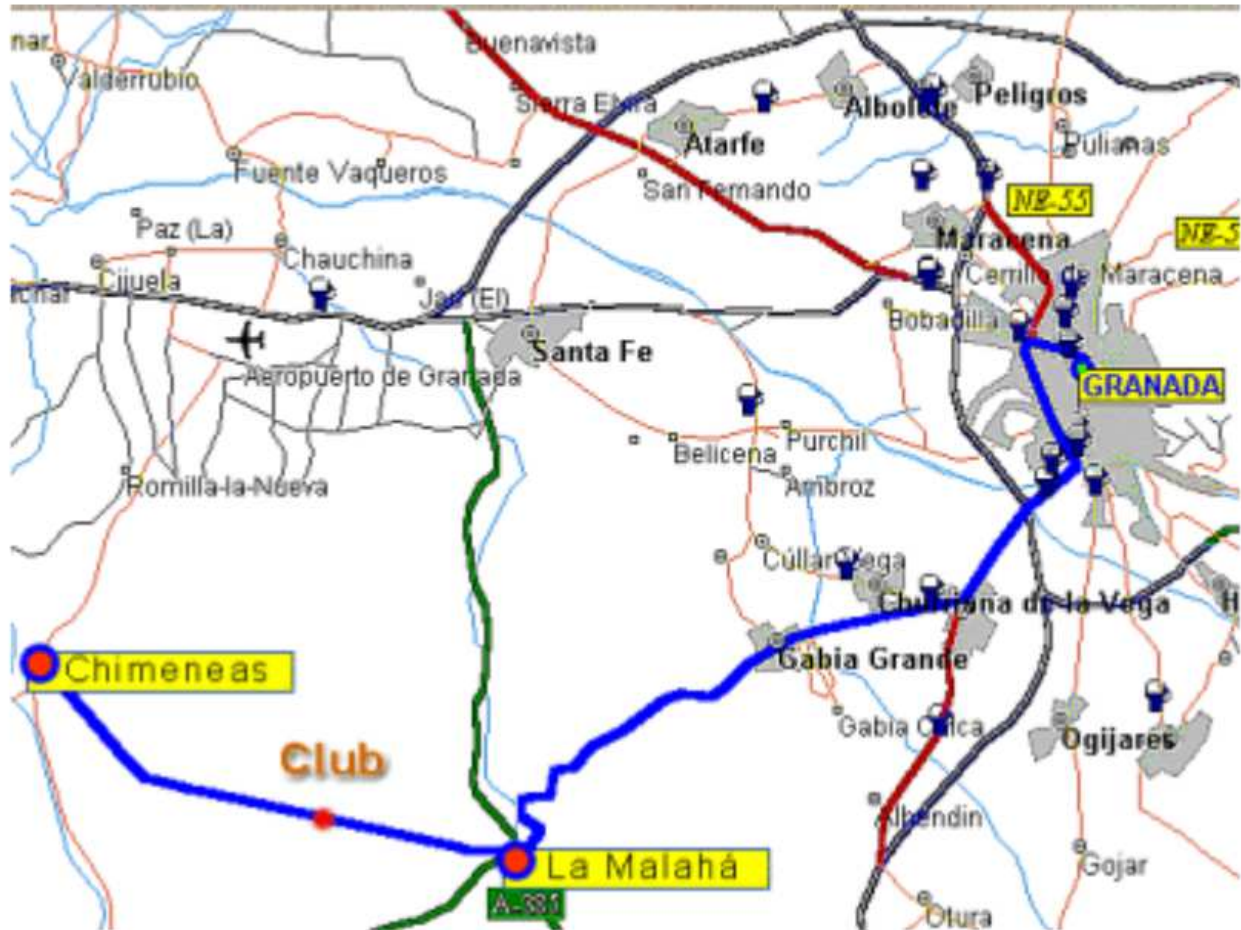 Buenavista
Valderrubio
Sierra Elvira
Albolote
Peligros
Atarfe
Pulianas
Fuente Vaqueros
San Fernando
NE-55
Paz (La)
Maracena
NE-5
Chauchina
Cerrillo de Maracena
Cijuela
Jau (El)
Bobadilla
Santa Fe
Aeropuerto de Granada
GRANADA
Purchil
Belicena
Ambroz
Romilla-la-Nueva
Cúllar Vega
Churriana de la Vega
H
Chimeneas
Gabia Grande
Gabia Chica
Ogijares
Club
Alhendin
La Malahá
Gojar
Otura